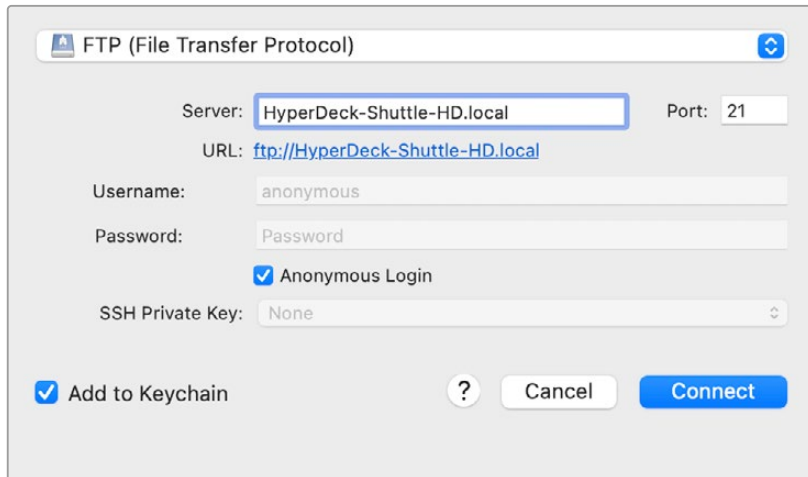 FTP (File Transfer Protocol)
Server: HyperDeck-Shuttle-HD.local Port: 21
URL: ftp://HyperDeck-Shuttle-HD.local
Username: anonymous
Password: Password
Anonymous Login
SSH Private Key: None
Add to Keychain ? Cancel Connect